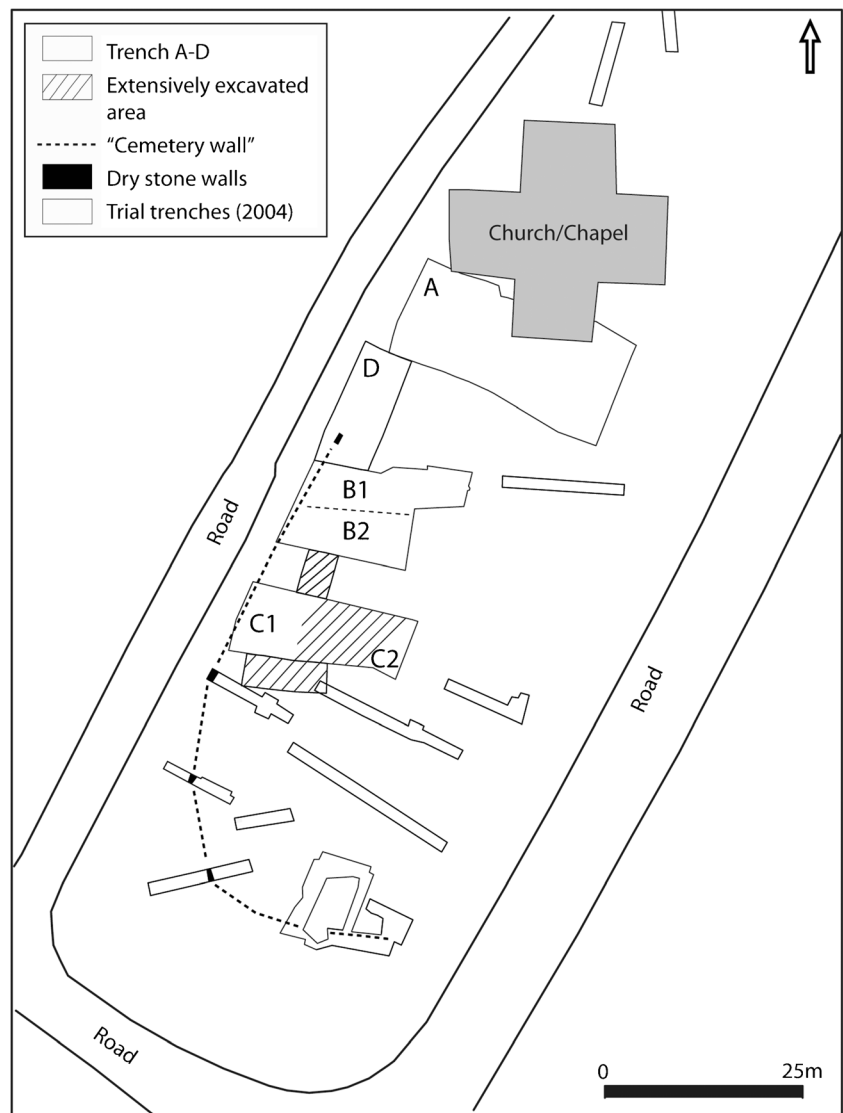 Trench A-D
Extensively excavated
area
“Cemetery wall”
Dry stone walls
Trial trenches (2004)
Church/Chapel
A
D
B1
B2
C1
C2
Road
Road
Road
0 25m